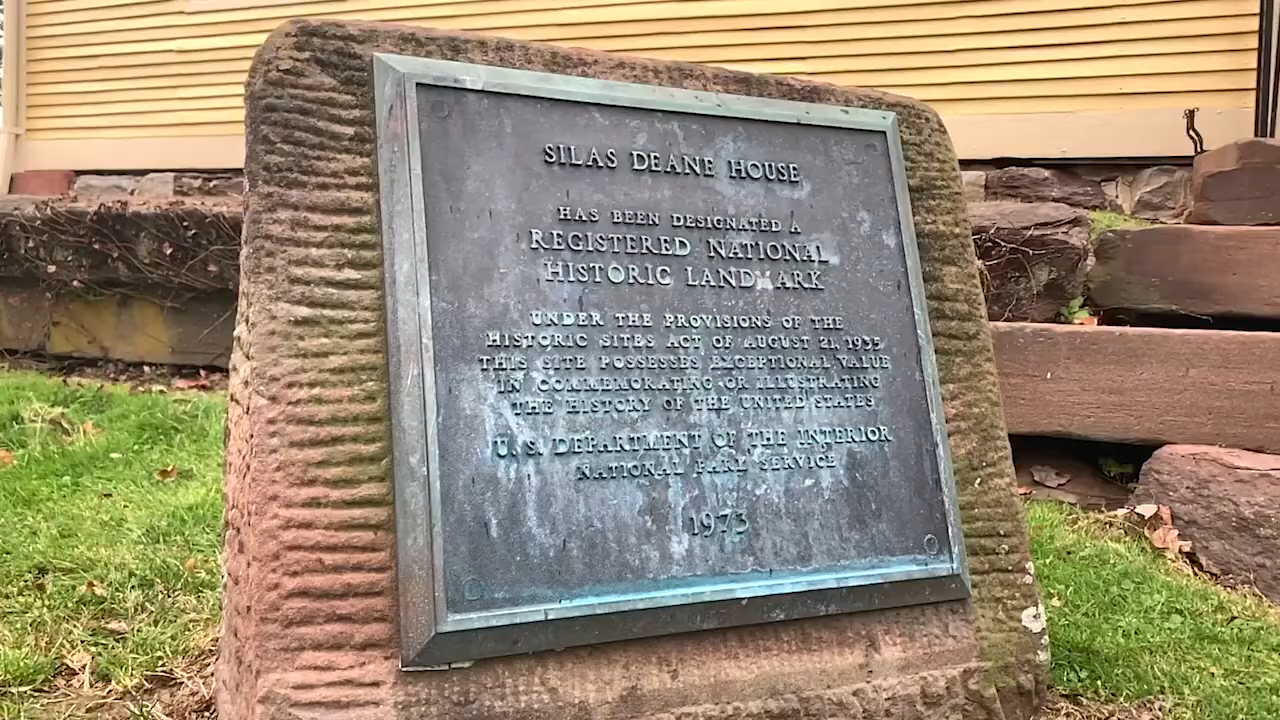 SILAS DEANE HOUSE
HAS BEEN DESIGNATED A
REGISTERED NATIONAL
HISTORIC LANDMARK
UNDER THE PROVISIONS OF THE
HISTORIC SITES ACT OF AUGUST 21, 1935
THIS SITE POSSESSES EXCEPTIONAL VALUE
IN COMMEMORATING OR ILLUSTRATING
THE HISTORY OF THE UNITED STATES
U. S. DEPARTMENT OF THE INTERIOR
NATIONAL PARK SERVICE
1973